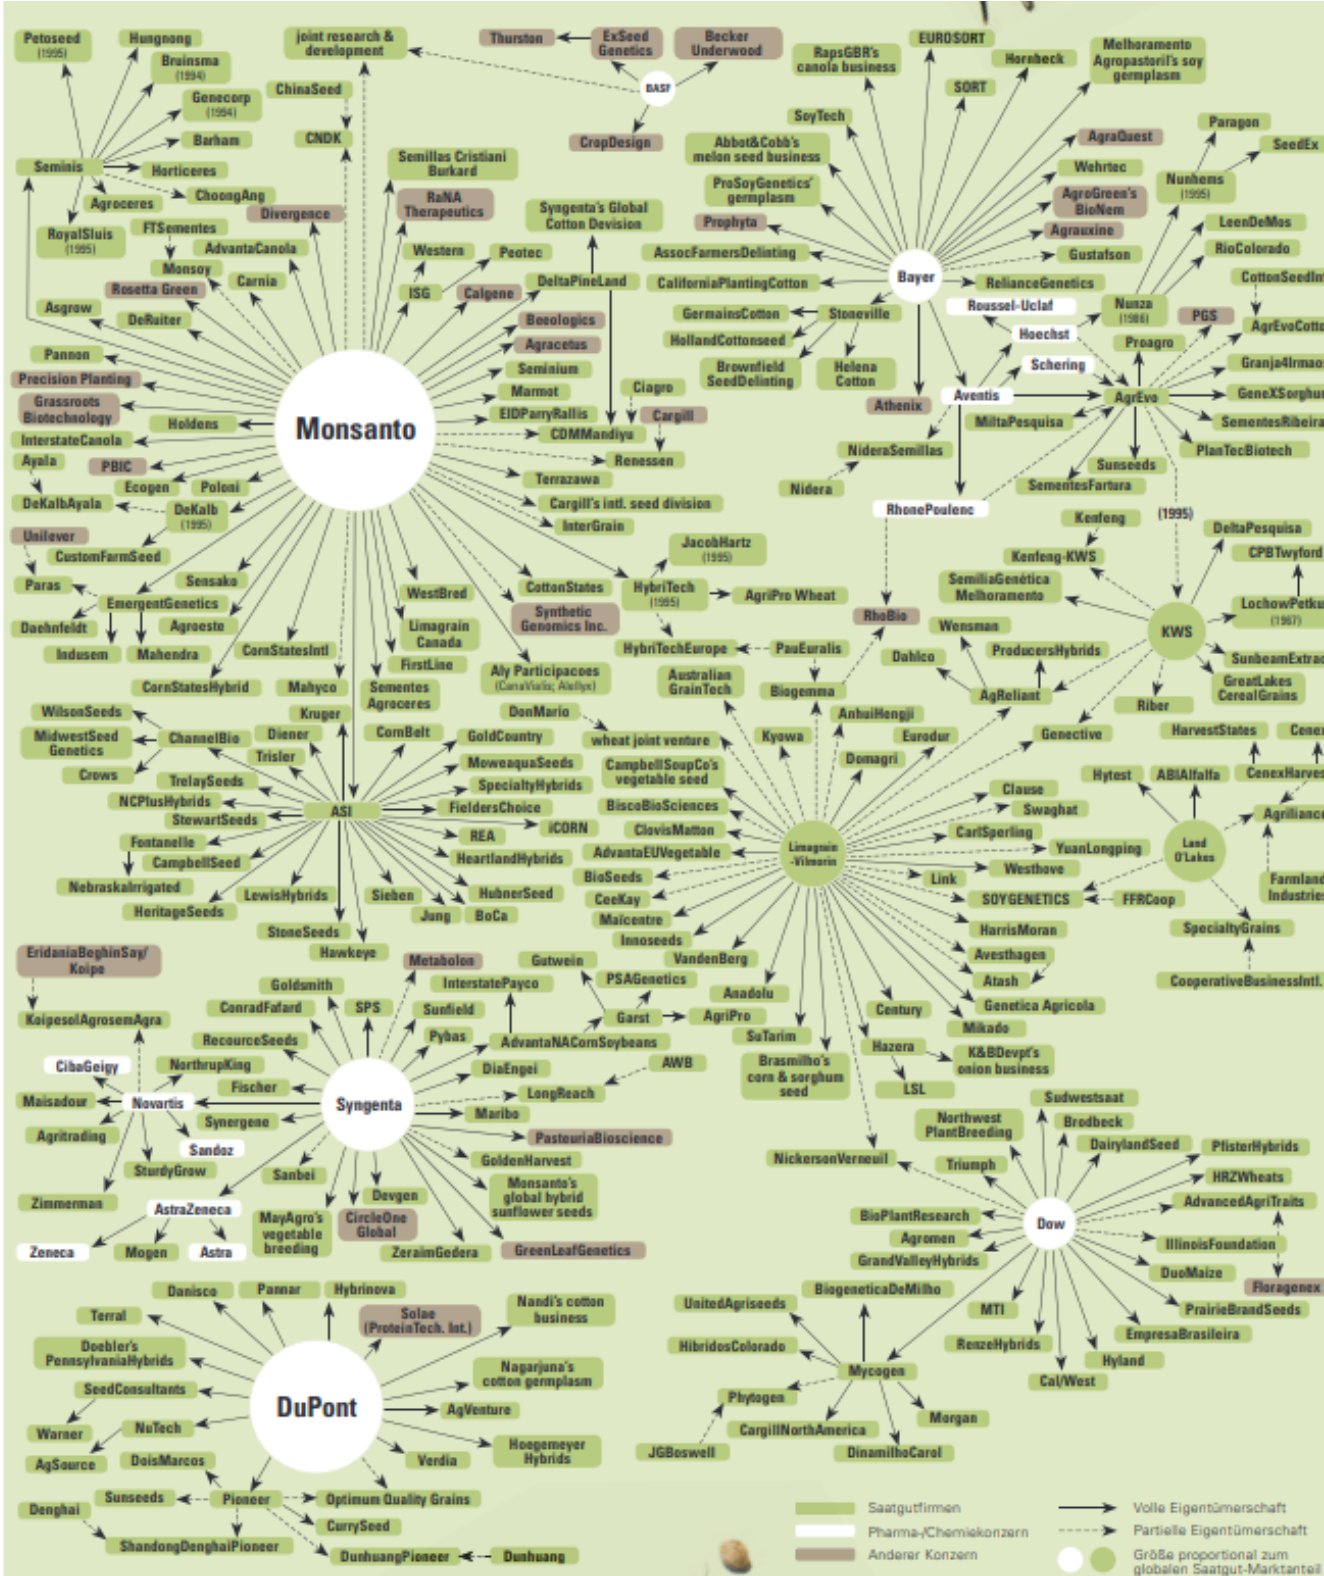 Petoseed
(1995)
Hungnong
Bruinsma
(1994)
Genecorp
(1994)
Barham
Seminis
Horticeres
ChoongAng
Agroceres
RoyalSluis
(1995)
joint research &
development
ChinaSeed
CNDK
Divergence
FTSementes
AdvantaCanola
Monsoy
Carnia
Rosetta Green
Asgrow
DeRuiter
Pannon
Precision Planting
Grassroots
Biotechnology
Holdens
InterstateCanola
Ayala
PBIC
Ecogen
Poloni
DeKalbAyala
DeKalb
(1995)
Unilever
CustomFarmSeed
Paras
Sensako
EmergentGenetics
Daehnfeldt
Agroeste
Indusem
Mahendra
CornStatesIntl
CornStatesHybrid
Mahyco
Monsanto
Semillas Cristiani
Burkard
RaNA
Therapeutics
Western
Peotec
ISG
Calgene
Syngenta's Global
Cotton Devision
DeltaPineLand
Beeologics
Agracetus
Seminium
Marmot
Ciagro
EIDParryRallis
Cargill
CDMMandiyu
Renessen
Terrazawa
Cargill's intl. seed division
InterGrain
JacobHartz
(1995)
CottonStates
HybriTech
(1995)
AgriPro Wheat
Synthetic
Genomics Inc.
WestBred
Limagrain
Canada
FirstLine
HybriTechEurope
PauEuralis
Aly Participacoes
(CanaVialis; Alellyx)
Sementes
Agroceres
Thurston
ExSeed
Genetics
Becker
Underwood
BASF
CropDesign
EUROSORT
RapsGBR's
canola business
Hornbeck
Melhoramento
Agropastoril's soy
germplasm
SORT
SoyTech
Abbot&Cobb's
melon seed business
AgraQuest
Paragon
SeedEx
Wehrtec
Nunhems
(1995)
ProSoyGenetics'
germplasm
AgroGreen's
BioNem
Prophyta
Agrauxine
LeenDeMos
AssocFarmersDelinting
Gustafson
RioColorado
Bayer
CaliforniaPlantingCotton
RelianceGenetics
CottonSeedInt
Roussel-Uclaf
Nunza
(1986)
PGS
GermainsCotton
Stoneville
Hoechst
AgrEvoCotto
HollandCottonseed
Proagro
Brownfield
SeedDelinting
Helena
Cotton
Schering
Granja4Irmaos
Athenix
Aventis
AgrEvo
GeneXSorghum
MiltaPesquisa
SementesRibeira
NideraSemillas
PlanTecBiotech
Sunseeds
Nidera
SementesFartura
RhonePoulenc
(1995)
Kenfeng
DeltaPesquisa
Kenfeng-KWS
CPBTwyford
SemiliaGenética
Melhoramento
LochowPetkus
(1967)
RhoBio
Wensman
KWS
ProducersHybrids
SunbeamExtrac
Dahlco
AgReliant
GreatLakes
CerealGrains
Riber
Australian
GrainTech
Biogemma
WilsonSeeds
Kruger
MidwestSeed
Genetics
ChannelBio
Diener
CornBelt
GoldCountry
Crows
Trisler
MoweaquaSeeds
TrelaySeeds
SpecialtyHybrids
NCPlusHybrids
ASI
FieldersChoice
StewartSeeds
iCORN
Fontanelle
REA
CampbellSeed
HeartlandHybrids
NebraskaIrrigated
LewisHybrids
Sieben
HubnerSeed
HeritageSeeds
Jung
BoCa
StoneSeeds
Hawkeye
DonMario
AnhuiHengji
wheat joint venture
Kyowa
Eurodur
Genective
HarvestStates
Cenex
CampbellSoupCo's
vegetable seed
Domagri
Hytest
ABIAlfalfa
CenexHarvest
BiscoBioSciences
Clause
Swaghat
Agriliance
ClovisMatton
CarlSperling
Limagrain
-Vilmorin
YuanLongping
Land
O'Lakes
AdvantaEUVegetable
Westhove
BioSeeds
Link
CeeKay
SOYGENETICS
FFRCoop
Farmland
Industries
Maïcentre
HarrisMoran
SpecialtyGrains
Innoseeds
Avesthagen
VandenBerg
Atash
CooperativeBusinessIntl.
Anadolu
Century
Genetica Agricola
SuTarim
Mikado
Hazera
Brasmilho's
corn & sorghum
seed
K&BDevpt's
onion business
LSL
EridaniaBeghinSay/
Koipe
Metabolon
Gutwein
Goldsmith
InterstatePayco
PSAGenetics
KoipesolAgrosemAgra
ConradFafard
SPS
Sunfield
Garst
AgriPro
RecourseSeeds
Pybas
AdvantaNACornSoybeans
CibaGeigy
NorthrupKing
DiaEngei
AWB
Fischer
LongReach
Maisadour
Novartis
Syngenta
Maribo
Synergene
Agritrading
PasteuriaBioscience
Sandoz
GoldenHarvest
SturdyGrow
Sanbei
Monsanto's
global hybrid
sunflower seeds
Zimmerman
Devgen
AstraZeneca
MayAgro's
vegetable
breeding
CircleOne
Global
Zeneca
Mogen
Astra
ZeraimGedera
GreenLeafGenetics
Sudwestsaat
Northwest
PlantBreeding
Brodbeck
NickersonVerneuil
DairylandSeed
PfisterHybrids
Triumph
HRZWheats
AdvancedAgriTraits
BioPlantResearch
Dow
Agromen
IllinoisFoundation
GrandValleyHybrids
DuoMaize
Floragenex
BiogeneticaDeMilho
MTI
PrairieBrandSeeds
UnitedAgriseeds
EmpresaBrasileira
RenzeHybrids
HibridosColorado
Hyland
Mycogen
Cal/West
Phytogen
Morgan
CargillNorthAmerica
JGBoswell
DinamilhoCarol
Danisco
Pannar
Hybrinova
Terral
Solae
(ProteinTech. Int.)
Nandi's cotton
business
Doebler's
PennsylvaniaHybrids
Nagarjuna's
cotton germplasm
SeedConsultants
DuPont
AgVenture
Warner
NuTech
Hoegemeyer
Hybrids
AgSource
DoisMarcos
Verdia
Sunseeds
Pioneer
Optimum Quality Grains
Denghai
CurrySeed
ShandongDenghaiPioneer
DunhuangPioneer
Dunhuang
Saatgutfirmen
Volle Eigentümerschaft
Pharma-/Chemiekonzern
Partielle Eigentümerschaft
Anderer Konzern
Größe proportional zum
globalen Saatgut-Marktanteil